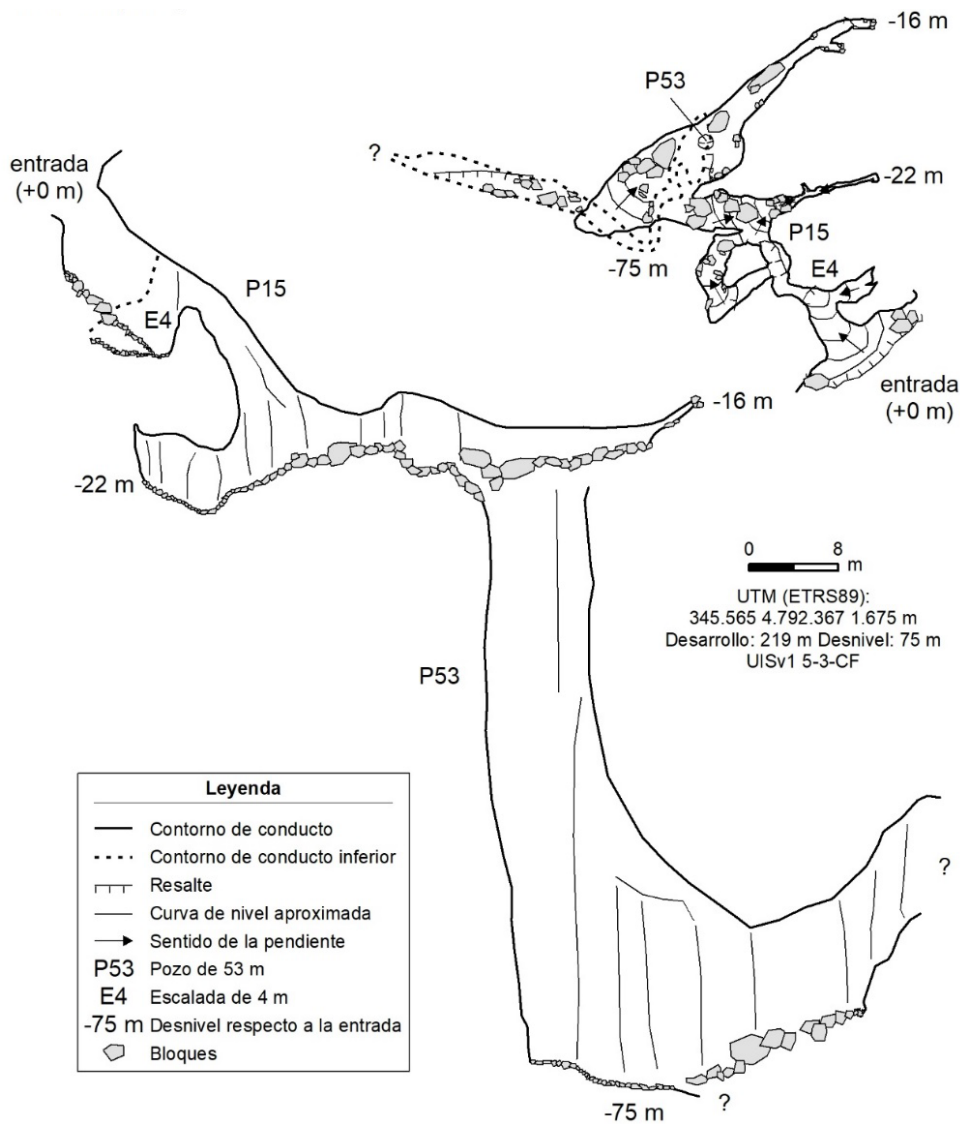 -16 m
P53
?
-22 m
P15
-75 m
E4
entrada
(+0 m)
entrada
(+0 m)
P15
E4
-16 m
-22 m
0 8
m
UTM (ETRS89):
345.565 4.792.367 1.675 m
Desarrollo: 219 m Desnivel: 75 m
UISv1 5-3-CF
P53
?
-75 m
?
Leyenda
Contorno de conducto
Contorno de conducto inferior
Resalte
Curva de nivel aproximada
Sentido de la pendiente
P53 Pozo de 53 m
E4 Escalada de 4 m
-75 m Desnivel respecto a la entrada
Bloques